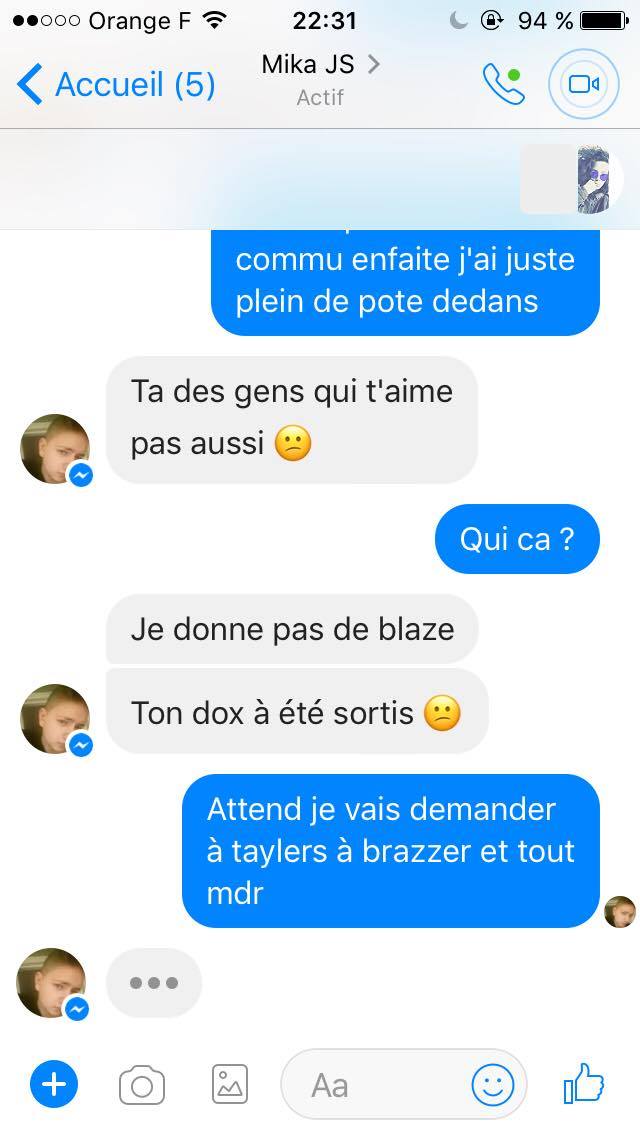 Orange F 22:31 94 %
Accueil (5) Mika JS
Actif
commu enfaite j'ai juste
plein de pote dedans
Ta des gens qui t'aime
pas aussi 😕
Qui ca ?
Je donne pas de blaze
Ton dox à été sortis 😕
Attend je vais demander
à taylers à brazzer et tout
mdr
Aa